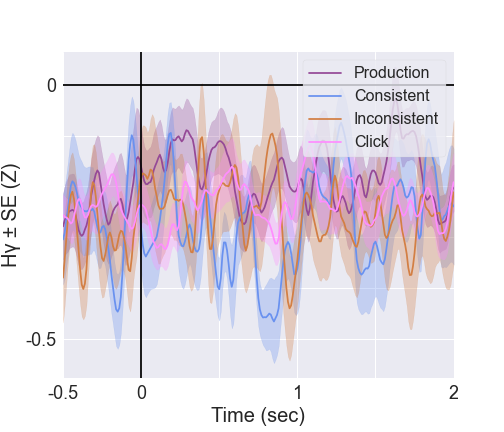 Production
Consistent
Inconsistent
Click
0
-0.5
Hγ ± SE (Z)
-0.5
0
1
2
Time (sec)